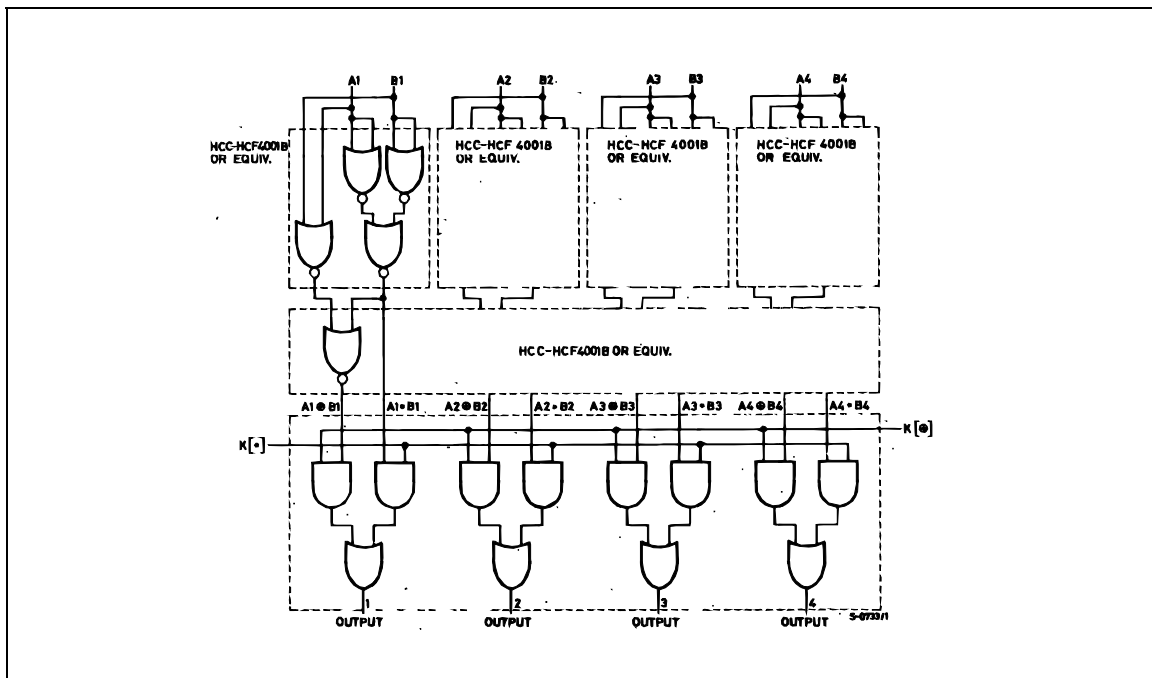 A1 B1 A2 B2 A3 B3 A4 B4
HCC-HCF4001B
OR EQUIV.
HCC-HCF 4001B
OR EQUIV.
HCC-HCF 4001B
OR EQUIV.
HCC-HCF 4001B
OR EQUIV.
HCC-HCF4001B OR EQUIV.
A1⊕B1 A1•B1 A2⊕B2 A2•B2 A3⊕B3 A3•B3 A4⊕B4 A4•B4
K[⊕]
K[•]
1 2 3 4
OUTPUT OUTPUT OUTPUT OUTPUT
S-0733/1